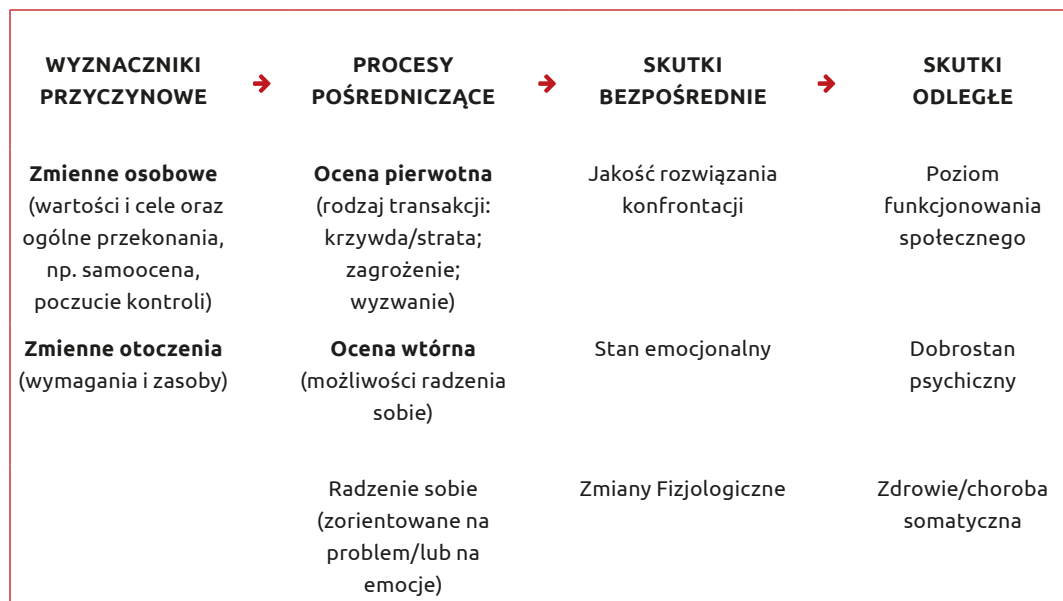 WYZNACZNIKI
PRZYCZYNOWE
PROCESY
POŚREDNICZĄCE
SKUTKI
BEZPOŚREDNIE
SKUTKI
ODLEGŁE
Zmienne osobowe
(wartości i cele oraz
ogólne przekonania,
np. samoocena,
poczucie kontroli)
Ocena pierwotna
(rodzaj transakcji:
krzywda/strata;
zagrożenie;
wyzwanie)
Jakość rozwiązania
konfrontacji
Poziom
funkcjonowania
społecznego
Zmienne otoczenia
(wymagania i zasoby)
Ocena wtórna
(możliwości radzenia
sobie)
Stan emocjonalny
Dobrostan
psychiczny
Radzenie sobie
(zorientowane na
problem/lub na
emocje)
Zmiany Fizjologiczne
Zdrowie/choroba
somatyczna